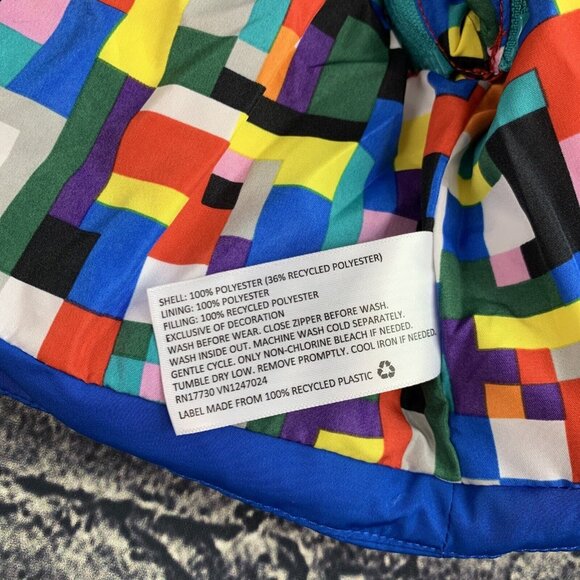 SHELL: 100% POLYESTER (36% RECYCLED POLYESTER)
LINING: 100% POLYESTER
FILLING: 100% RECYCLED POLYESTER
EXCLUSIVE OF DECORATION
WASH BEFORE WEAR. CLOSE ZIPPER BEFORE WASH.
WASH INSIDE OUT. MACHINE WASH COLD SEPARATELY.
GENTLE CYCLE. ONLY NON-CHLORINE BLEACH IF NEEDED.
TUMBLE DRY LOW. REMOVE PROMPTLY. COOL IRON IF NEEDED.
RN17730 VN1247024
LABEL MADE FROM 100% RECYCLED PLASTIC